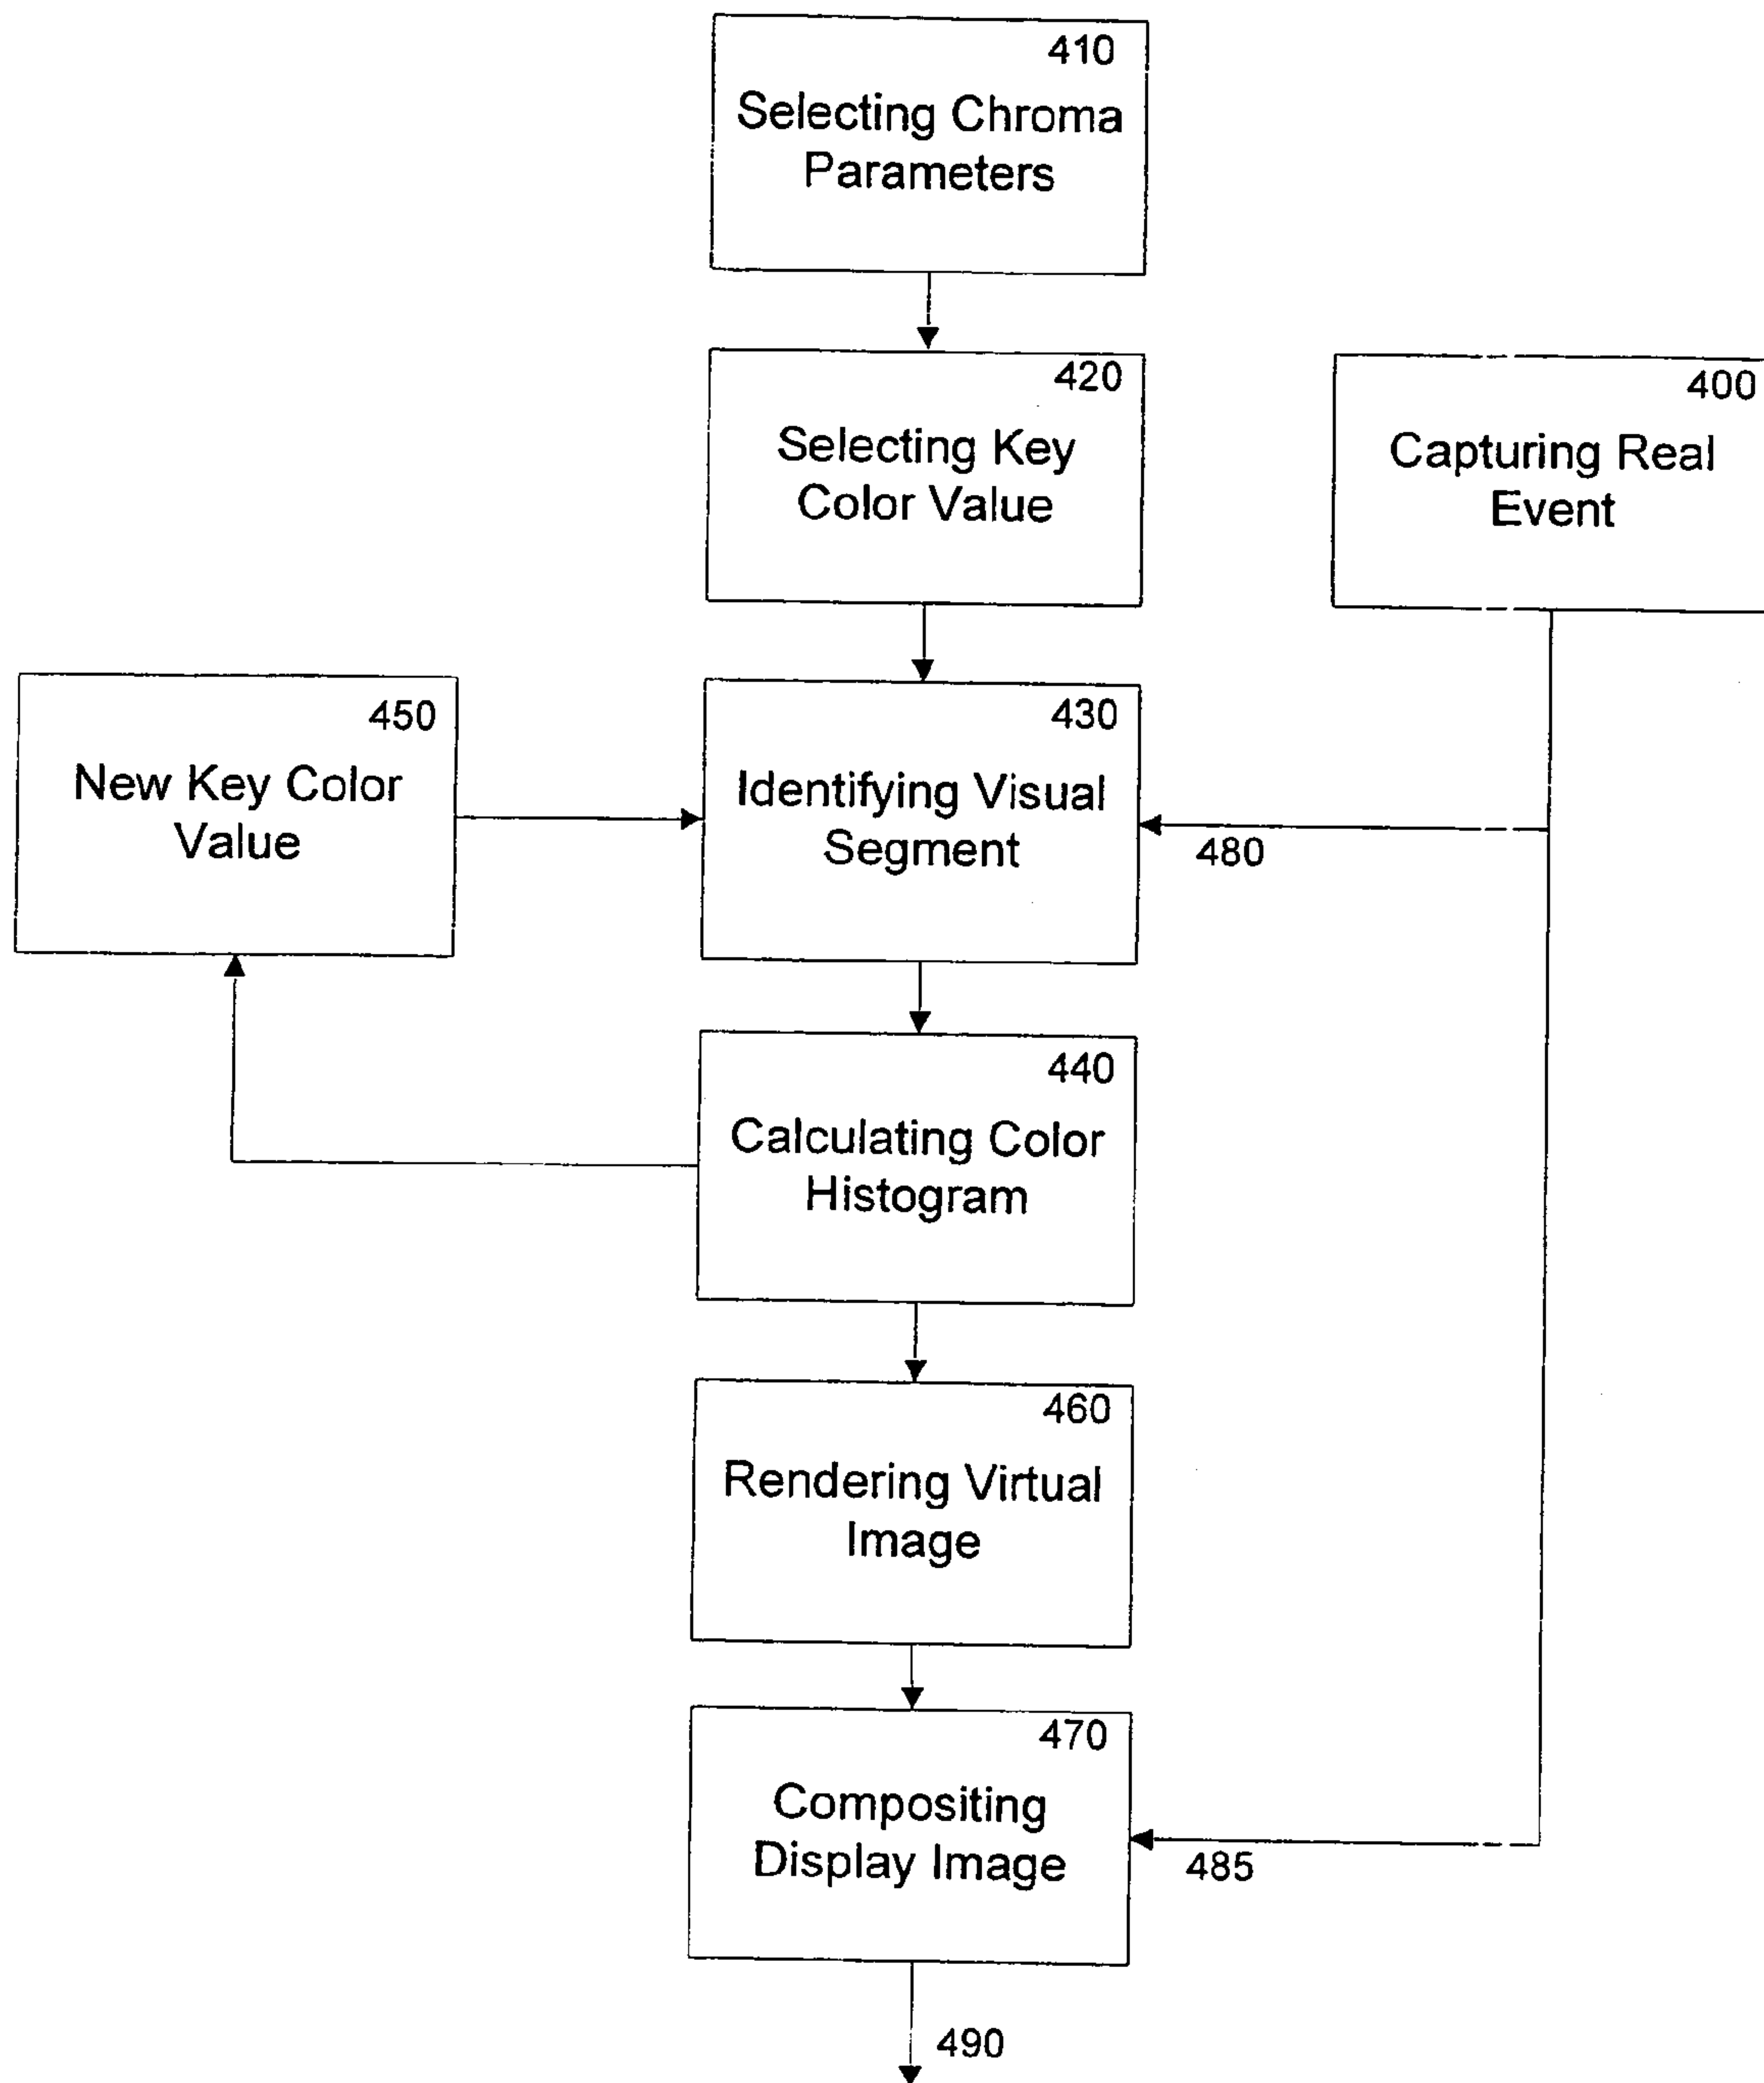 410
Selecting Chroma
Parameters
420
Selecting Key
Color Value
400
Capturing Real
Event
450
New Key Color
Value
430
Identifying Visual
Segment
480
440
Calculating Color
Histogram
460
Rendering Virtual
Image
470
Compositing
Display Image
485
490